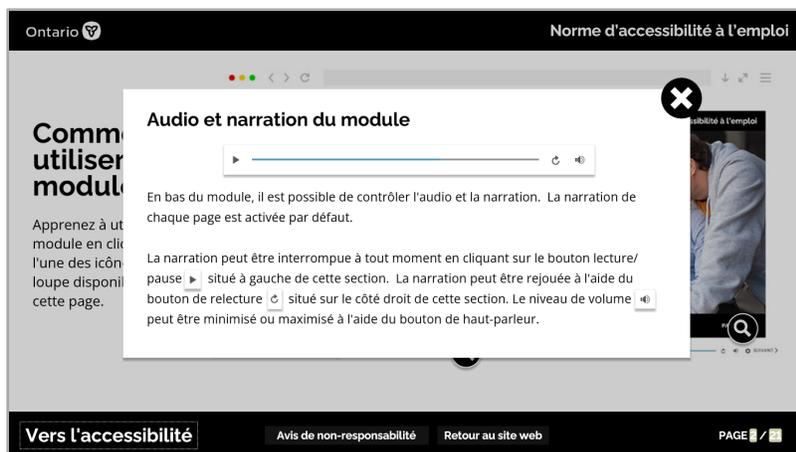 Ontario
Norme d'accessibilité à l'emploi
Comm
utiliser
modul
Apprenez à ut
module en clic
l'une des icôn
loupe disponil
cette page.
Audio et narration du module
En bas du module, il est possible de contrôler l'audio et la narration. La narration de
chaque page est activée par défaut.
La narration peut être interrompue à tout moment en cliquant sur le bouton lecture/
pause situé à gauche de cette section. La narration peut être rejouée à l'aide du
bouton de relecture situé sur le côté droit de cette section. Le niveau de volume
peut être minimisé ou maximisé à l'aide du bouton de haut-parleur.
ssibilité à l'emploi
SUIVANT
Vers l'accessibilité
Avis de non-responsabilité
Retour au site web
PAGE 2 / 21